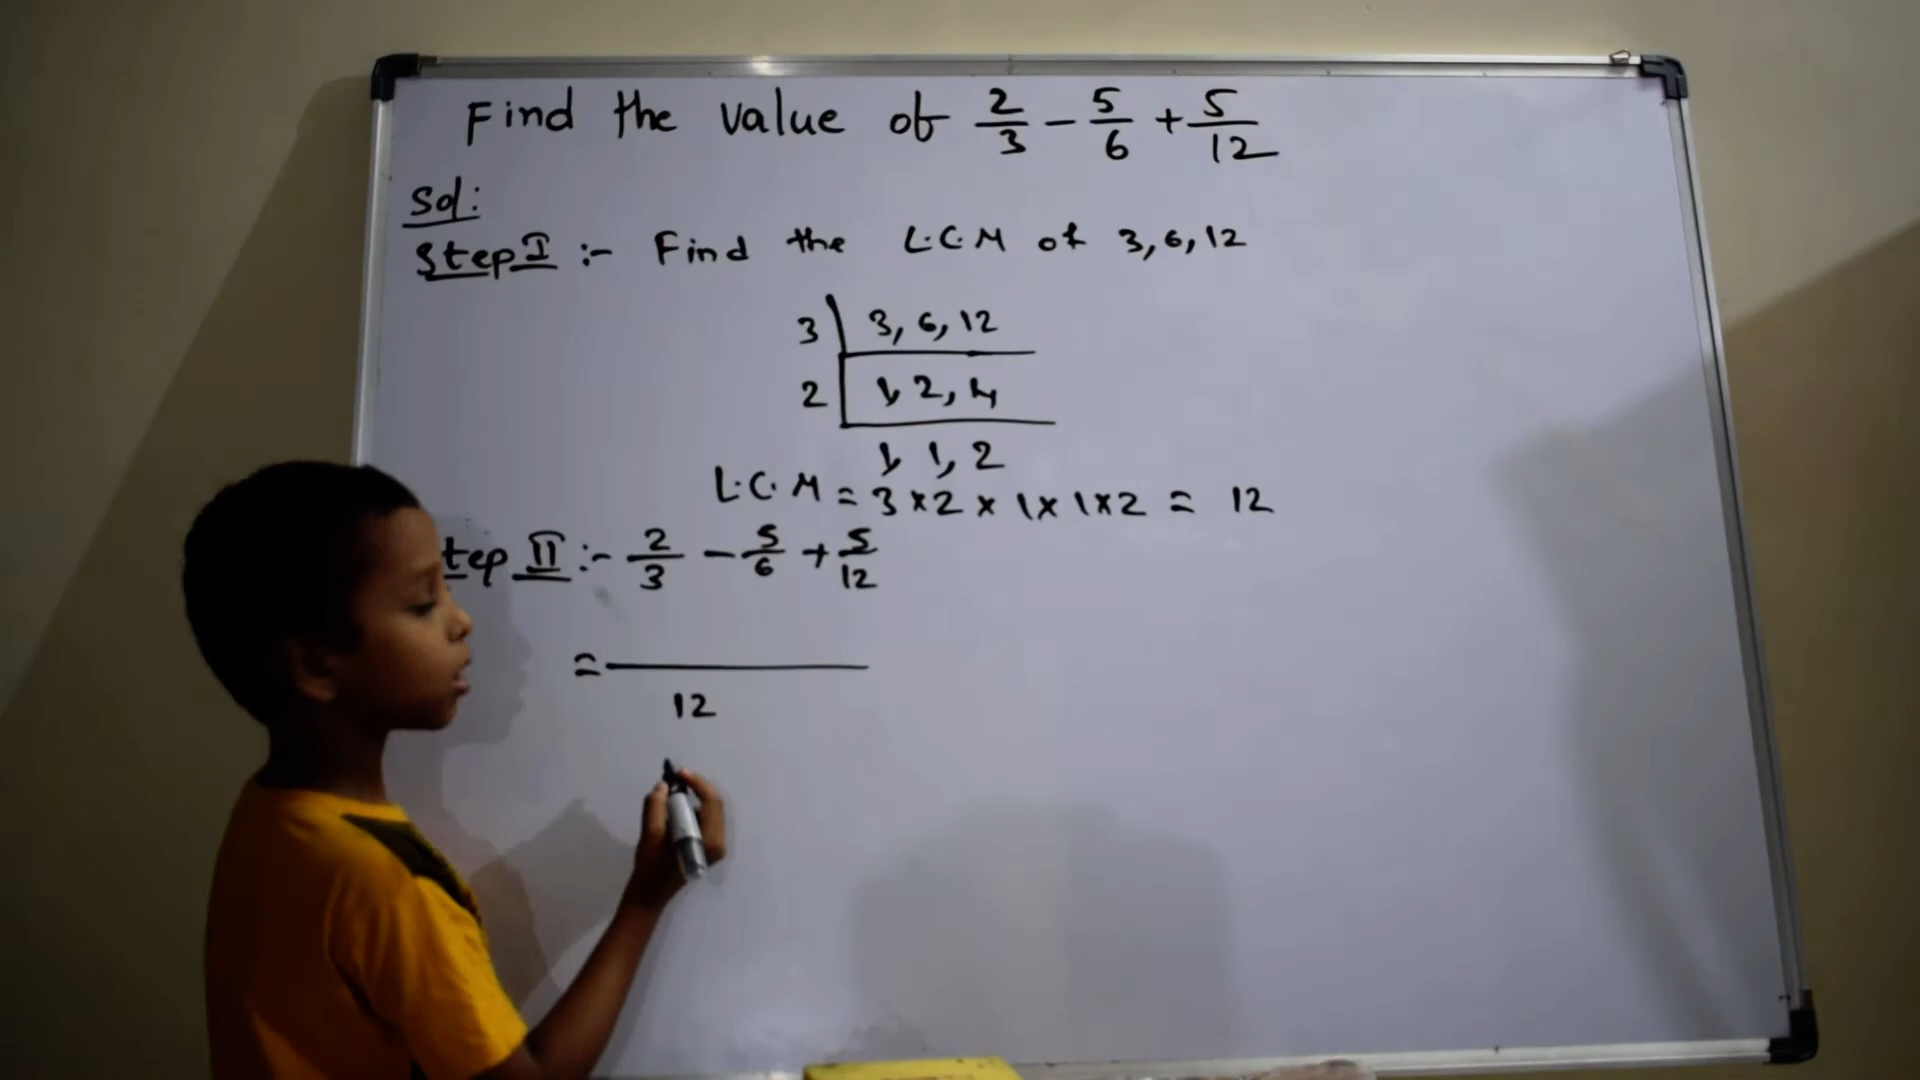 Find the value of 2/3 - 5/6 + 5/12
Sol:
Step I :- Find the L.C.M of 3, 6, 12
3 | 3, 6, 12
2 | 1, 2, 4
1, 1, 2
L.C.M = 3 × 2 × 1 × 1 × 2 = 12
tep II :- 2/3 - 5/6 + 5/12
= ——— / 12